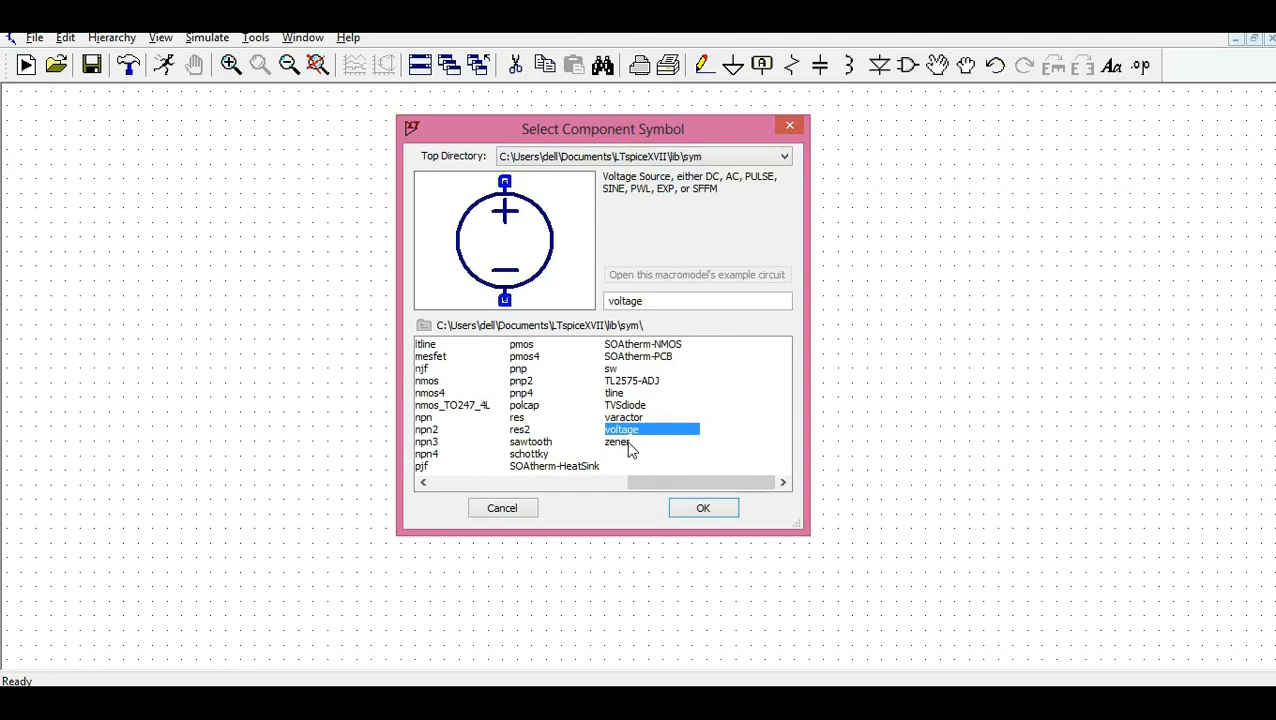 File Edit Hierarchy View Simulate Tools Window Help
A Aa .op
Select Component Symbol
Top Directory: C:\Users\dell\Documents\LTspiceXVII\lib\sym
Voltage Source, either DC, AC, PULSE,
SINE, PWL, EXP, or SFFM
Open this macromodel's example circuit
voltage
C:\Users\dell\Documents\LTspiceXVII\lib\sym\
ltline pmos SOAtherm-NMOS
mesfet pmos4 SOAtherm-PCB
njf pnp sw
nmos pnp2 TL2575-ADJ
nmos4 pnp4 tline
nmos_TO247_4L polcap TVSdiode
npn res varactor
npn2 res2 voltage
npn3 sawtooth zener
npn4 schottky
pjf SOAtherm-HeatSink
Cancel OK
Ready